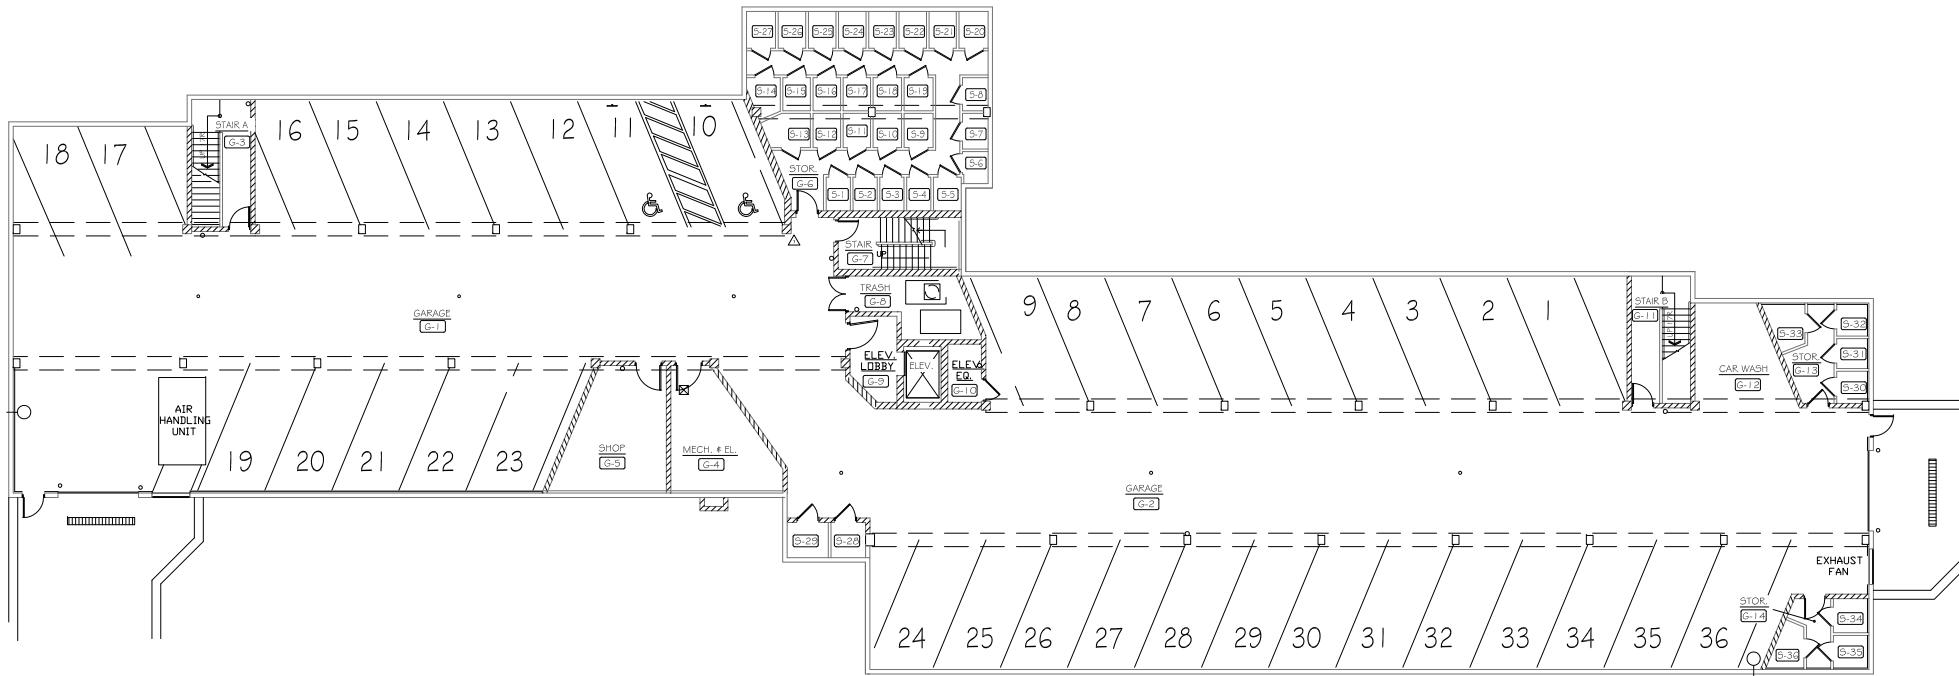 S-27 S-26 S-25 S-24 S-23 S-22 S-21 S-20
S-14 S-15 S-16 S-17 S-18 S-19 S-8
S-13 S-12 S-11 S-10 S-9 S-7
S-6
STOR.
G-6
S-1 S-2 S-3 S-4 S-5
18 17
STAIR A
G-3
UP
16 15 14 13 12 11 10
STAIR
G-7
UP
TRASH
G-8
GARAGE
G-1
ELEV.
LOBBY
G-9
ELEV.
ELEV.
EQ.
G-10
9 8 7 6 5 4 3 2 1
STAIR B
G-11
UP
CAR WASH
G-12
S-33
S-32
STOR.
G-13
S-31
S-30
AIR
HANDLING
UNIT
19 20 21 22 23
SHOP
G-5
MECH. & EL.
G-4
GARAGE
G-2
S-29 S-28
EXHAUST
FAN
24 25 26 27 28 29 30 31 32 33 34 35 36
STOR.
G-14
S-34
S-36
S-35